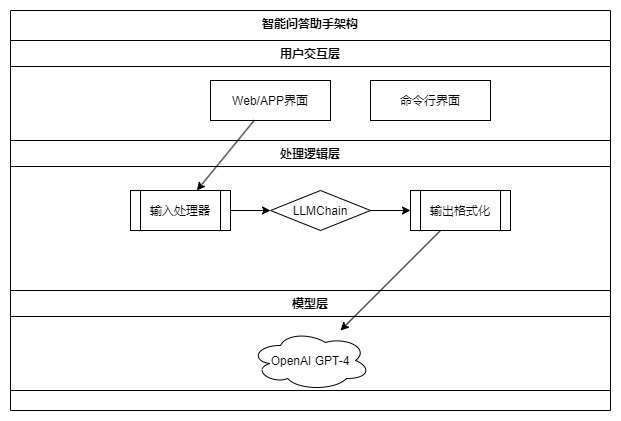 智能问答助手架构
用户交互层
Web/APP界面
命令行界面
处理逻辑层
输入处理器
LLMChain
输出格式化
模型层
OpenAI GPT-4